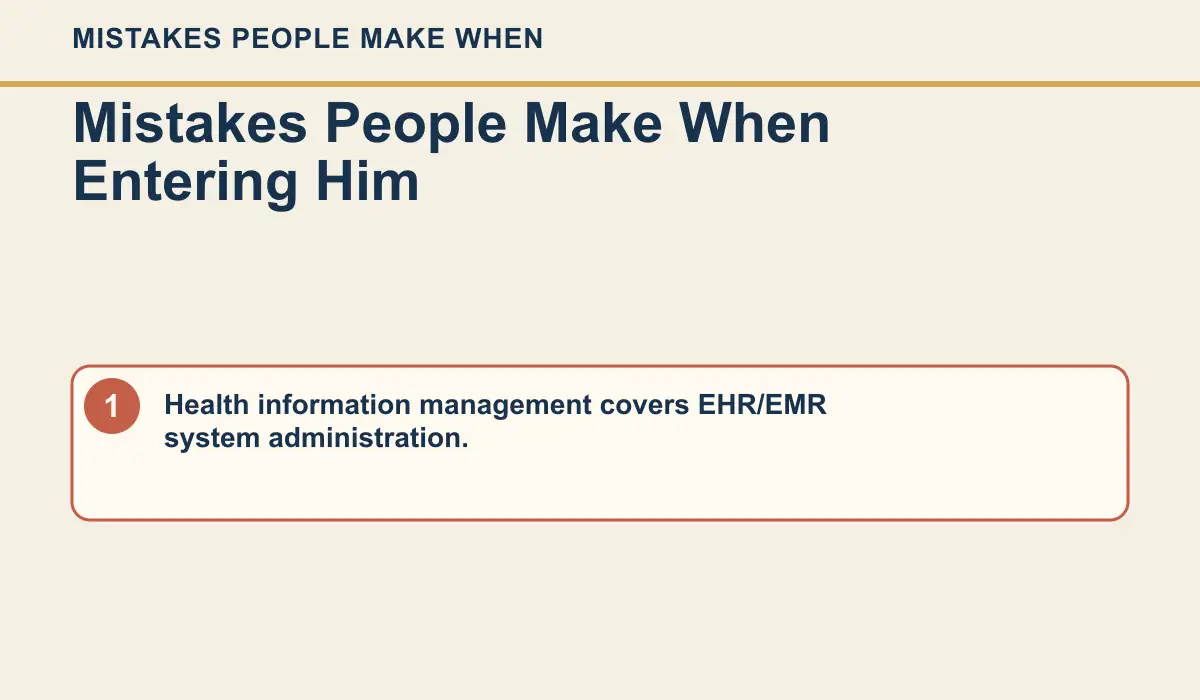 MISTAKES PEOPLE MAKE WHEN
Mistakes People Make When
Entering Him
1
Health information management covers EHR/EMR
system administration.